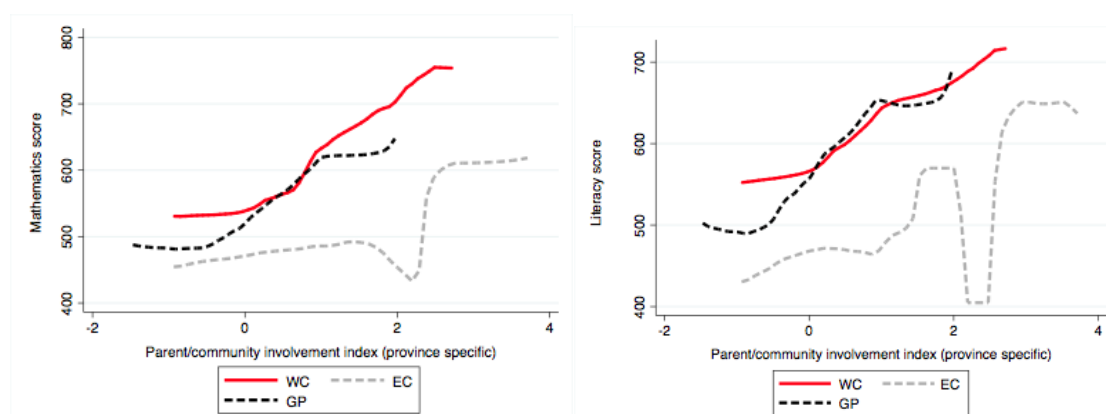 Mathematics score
800
700
600
500
400
-2 0 2 4
Parent/community involvement index (province specific)
WC EC
GP
Literacy score
700
600
500
400
-2 0 2 4
Parent/community involvement index (province specific)
WC EC
GP